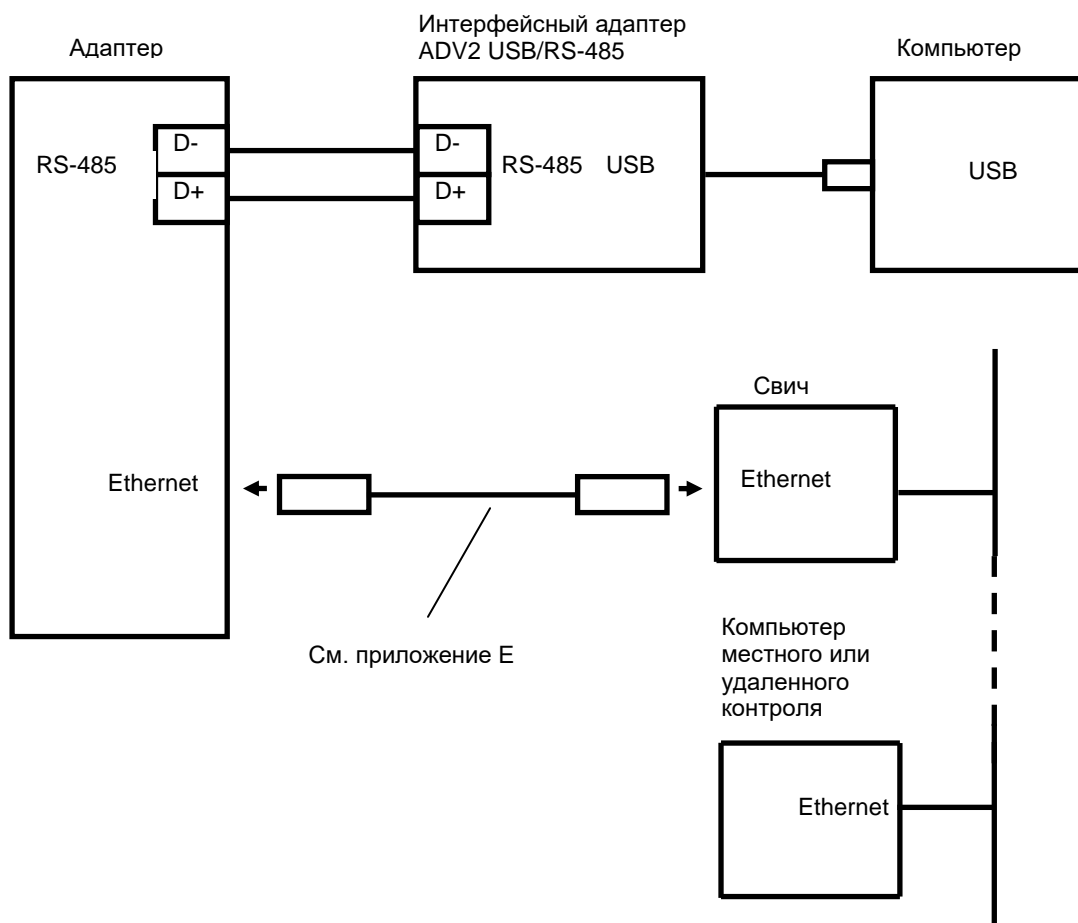 Адаптер
Интерфейсный адаптер
ADV2 USB/RS-485
Компьютер
D-
D-
RS-485
RS-485
USB
USB
D+
D+
Свич
Ethernet
Ethernet
См. приложение Е
Компьютер
местного или
удаленного
контроля
Ethernet